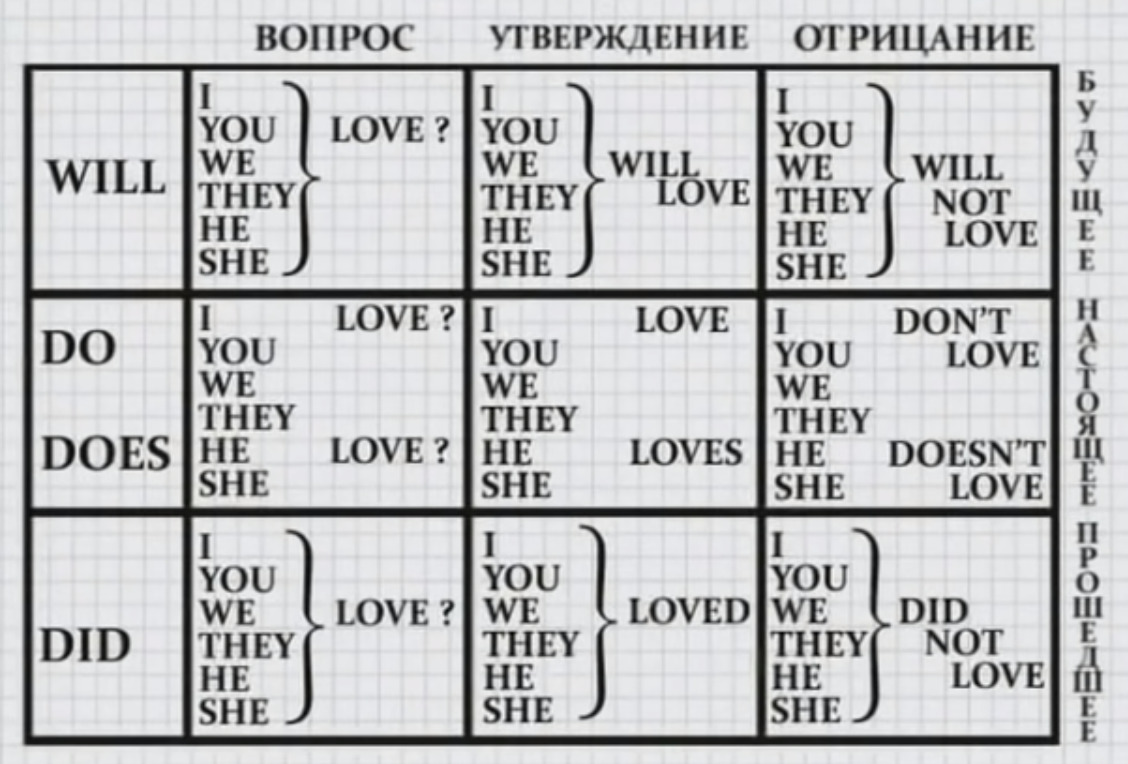 ВОПРОС УТВЕРЖДЕНИЕ ОТРИЦАНИЕ
WILL
I
YOU LOVE ?
WE
THEY
HE
SHE
I
YOU
WE WILL
THEY LOVE
HE
SHE
I
YOU
WE WILL
THEY NOT
HE LOVE
SHE
БУДУЩЕЕ
DO
DOES
I LOVE ?
YOU
WE
THEY
HE LOVE ?
SHE
I LOVE
YOU
WE
THEY
HE LOVES
SHE
I DON'T
YOU LOVE
WE
THEY
HE DOESN'T
SHE LOVE
НАСТОЯЩЕЕ
DID
I
YOU
WE LOVE ?
THEY
HE
SHE
I
YOU
WE LOVED
THEY
HE
SHE
I
YOU
WE DID
THEY NOT
HE LOVE
SHE
ПРОШЕДШЕЕ